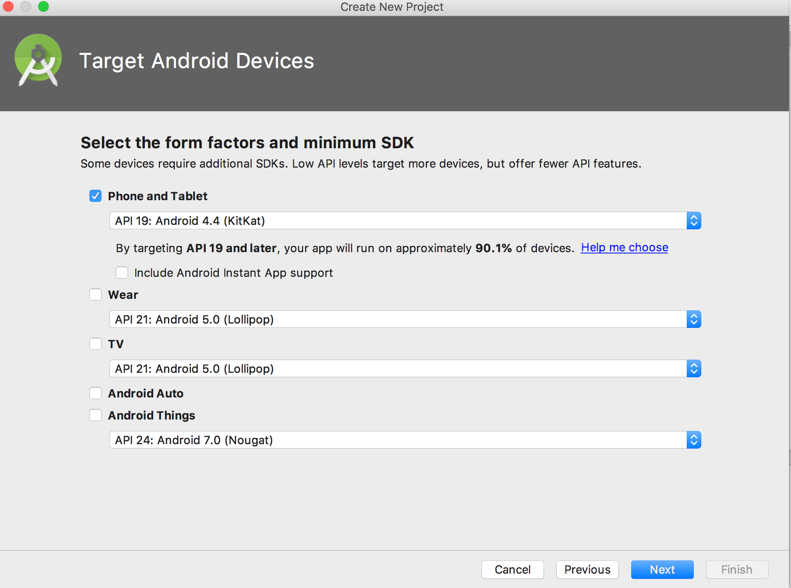 Create New Project
Target Android Devices
Select the form factors and minimum SDK
Some devices require additional SDKs. Low API levels target more devices, but offer fewer API features.
Phone and Tablet
API 19: Android 4.4 (KitKat)
By targeting API 19 and later, your app will run on approximately 90.1% of devices. Help me choose
Include Android Instant App support
Wear
API 21: Android 5.0 (Lollipop)
TV
API 21: Android 5.0 (Lollipop)
Android Auto
Android Things
API 24: Android 7.0 (Nougat)
Cancel Previous Next Finish